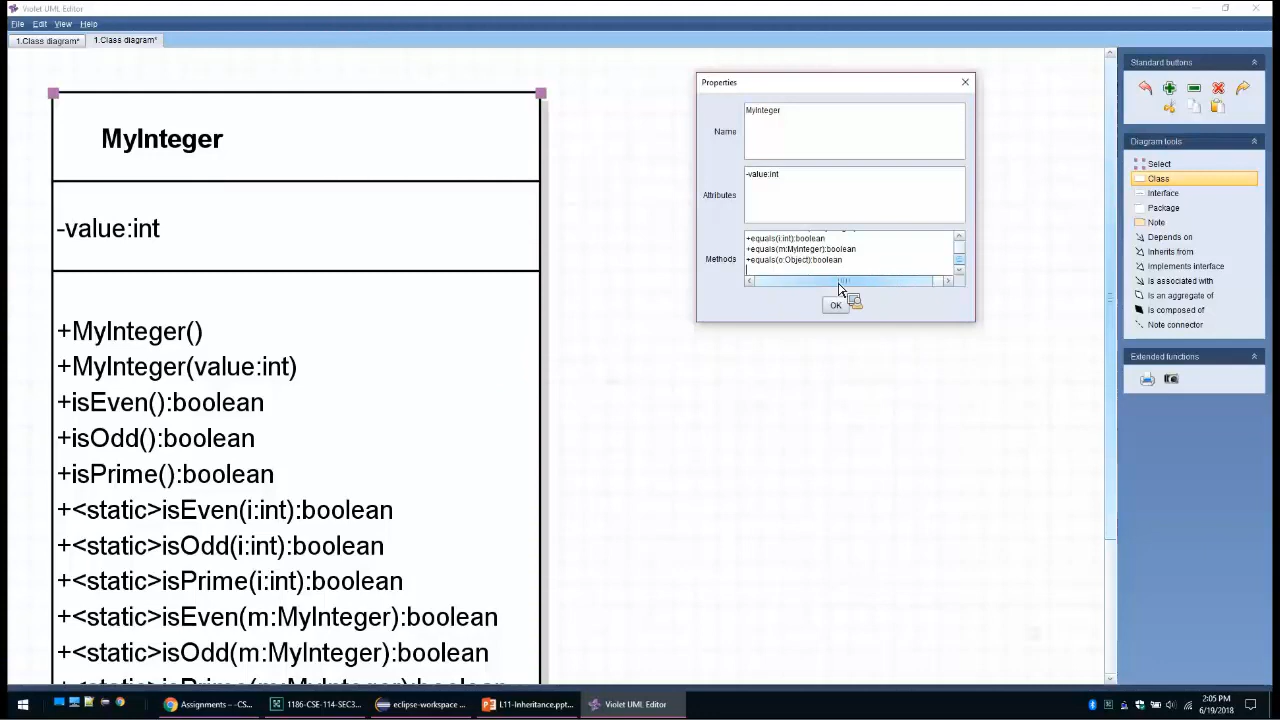 Violet UML Editor
File Edit View Help
1.Class diagram* 1.Class diagram*
MyInteger
-value:int
+MyInteger()
+MyInteger(value:int)
+isEven():boolean
+isOdd():boolean
+isPrime():boolean
+<static>isEven(i:int):boolean
+<static>isOdd(i:int):boolean
+<static>isPrime(i:int):boolean
+<static>isEven(m:MyInteger):boolean
+<static>isOdd(m:MyInteger):boolean
Properties
Name
MyInteger
Attributes
-value:int
Methods
+equals(i:int):boolean
+equals(m:MyInteger):boolean
+equals(o:Object):boolean
OK
Standard buttons
Diagram tools
Select
Class
Interface
Package
Note
Depends on
Inherits from
Implements interface
Is associated with
Is an aggregate of
Is composed of
Note connector
Extended functions
Assignments – -CS...
1186-CSE-114-SEC3...
eclipse-workspace ...
L11-Inheritance.ppt...
Violet UML Editor
2:05 PM
6/19/2018